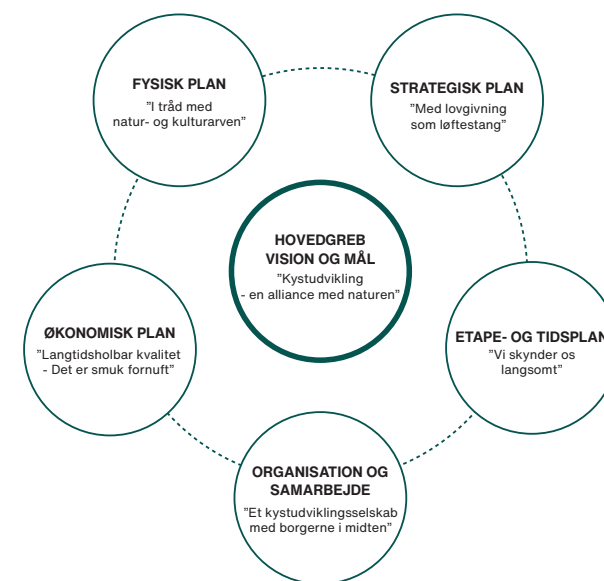 FYSISK PLAN
"I tråd med
natur- og kulturarven"
STRATEGISK PLAN
"Med lovgivning
som løftestang"
HOVEDGREB
VISION OG MÅL
"Kystudvikling
- en alliance med naturen"
ØKONOMISK PLAN
"Langtidsholbar kvalitet
- Det er smuk fornuft"
ETAPE- OG TIDSPLAN
"Vi skynder os
langsomt"
ORGANISATION OG
SAMARBEJDE
"Et kystudviklingsselskab
med borgerne i midten"